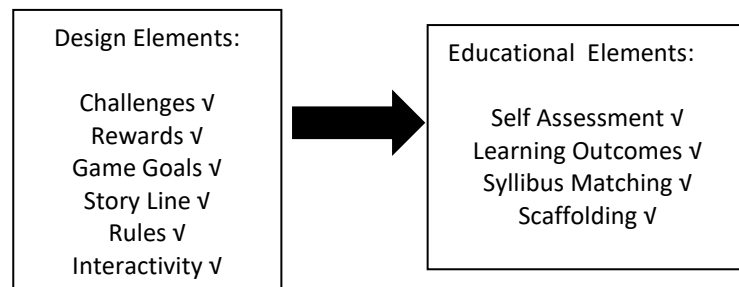 Design Elements:
Challenges √
Rewards √
Game Goals √
Story Line √
Rules √
Interactivity √
Educational Elements:
Self Assessment √
Learning Outcomes √
Syllibus Matching √
Scaffolding √